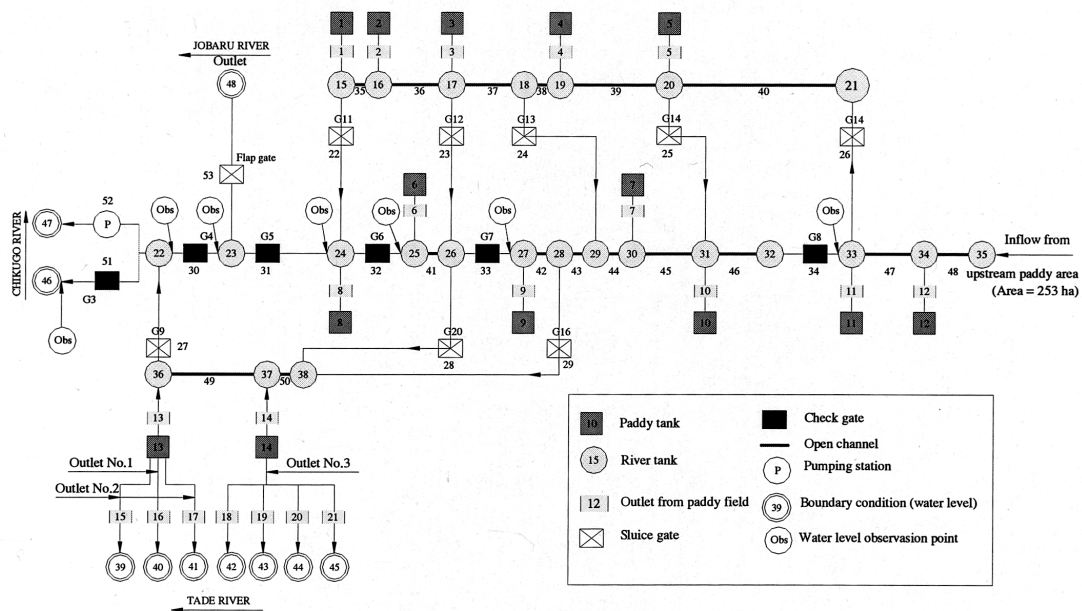 1 2 3 4 5
JOBARU RIVER
Outlet
1 2 3 4 5
48
15 16 17 18 19 20 21
35 36 37 38 39 40
G11 G12 G13 G14 G14
22 23 24 25 26
Flap gate
53
6 7
52
6 7
47 P Obs Obs Obs Obs Obs Obs
G4 G5 G6 G7 G8
22 23 24 25 26 27 28 29 30 31 32 33 34 35
Inflow from
30 31 32 41 33 42 43 44 45 46 34 47 48
upstream paddy area
(Area = 253 ha)
51
CHIKUGO RIVER
46
G3
8 9 10 11 12
8 9 10 11 12
Obs
G9 G20 G16
27 28 29
36 37 38
49 50
13 14
13 14
Outlet No.1
Outlet No.3
Outlet No.2
15 16 17 18 19 20 21
39 40 41 42 43 44 45
TADE RIVER
10 Paddy tank
Check gate
15 River tank
Open channel
P Pumping station
12 Outlet from paddy field
39 Boundary condition (water level)
Sluice gate
Obs Water level observasion point